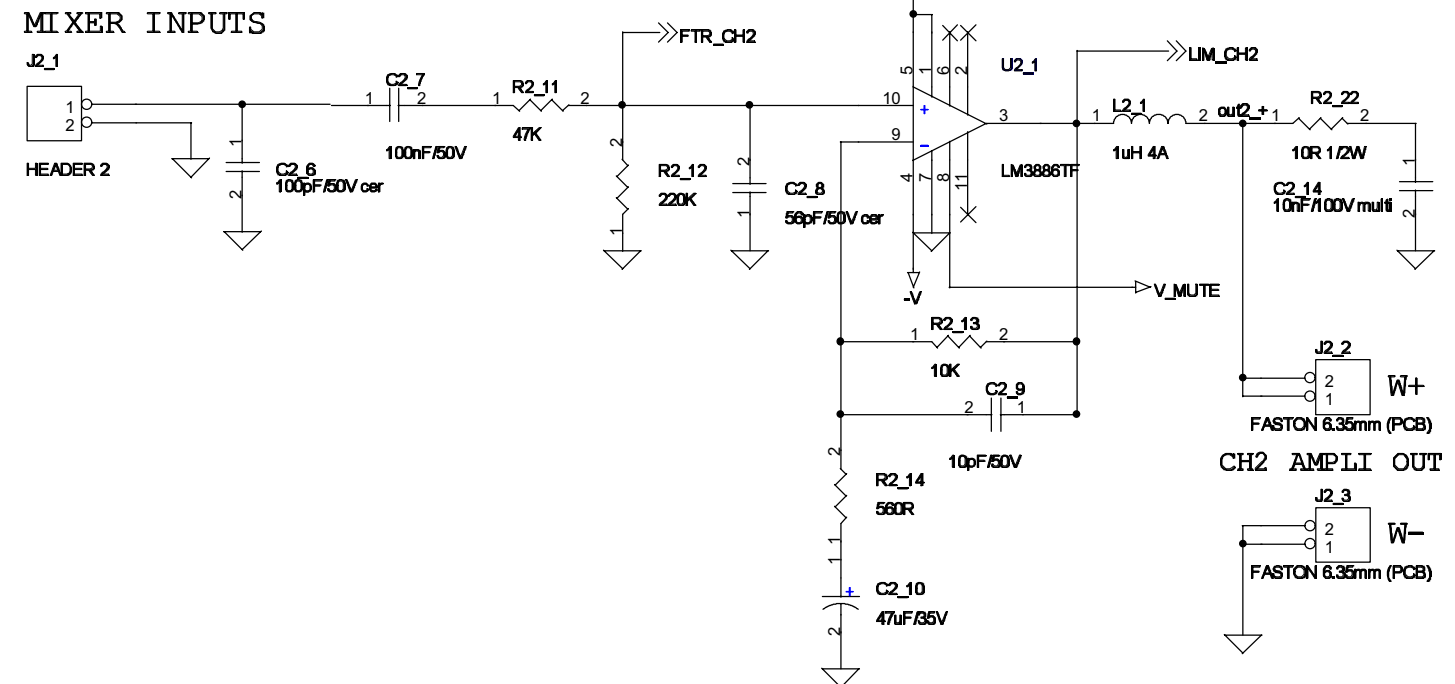 MIXER INPUTS
J2_1
1
2
HEADER 2
1
C2_6
100pF/50V cer
2
C2_7
1
2
100nF/50V
R2_11
1
2
47K
FTR_CH2
2
R2_12
220K
1
2
C2_8
56pF/50V cer
1
5
1
6
2
U2_1
10
+
9
-
3
LM3886TF
4
7
8
11
-V
V_MUTE
LIM_CH2
L2_1
1
2
1uH 4A
out2_+
R2_22
1
2
10R 1/2W
1
C2_14
10nF/100V multi
2
R2_13
1
2
10K
C2_9
2
1
10pF/50V
2
R2_14
560R
1
1
C2_10
+
47uF/35V
2
J2_2
2
1
W+
FASTON 6.35mm (PCB)
CH2 AMPLI OUT
J2_3
2
1
W-
FASTON 6.35mm (PCB)